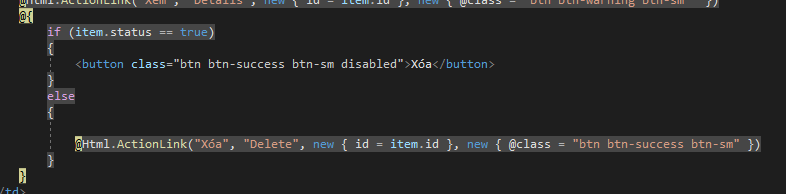 @Html.ActionLink("Xem", "Details", new { id = item.id }, new { @class = "btn btn-warning btn-sm" })
@{
if (item.status == true)
{
<button class="btn btn-success btn-sm disabled">Xóa</button>
}
else
{
@Html.ActionLink("Xóa", "Delete", new { id = item.id }, new { @class = "btn btn-success btn-sm" })
}
}
/td>